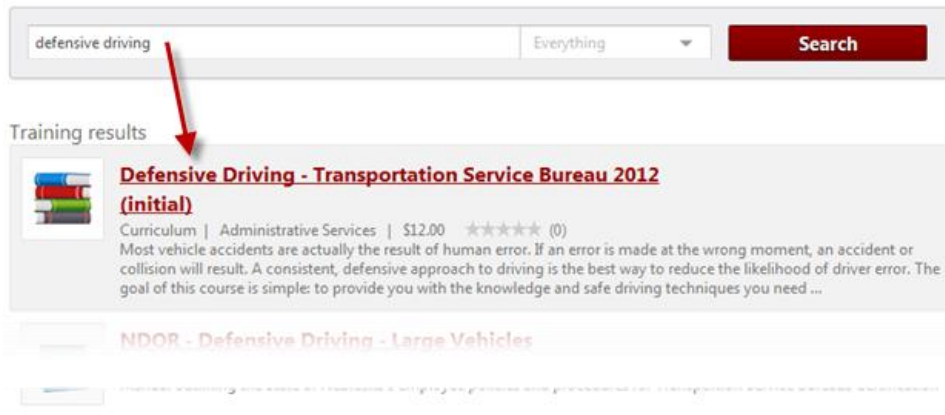 defensive driving Everything Search
Training results
Defensive Driving - Transportation Service Bureau 2012
(initial)
Curriculum | Administrative Services | $12.00 (0)
Most vehicle accidents are actually the result of human error. If an error is made at the wrong moment, an accident or
collision will result. A consistent, defensive approach to driving is the best way to reduce the likelihood of driver error. The
goal of this course is simple: to provide you with the knowledge and safe driving techniques you need ...
NDOR - Defensive Driving - Large Vehicles